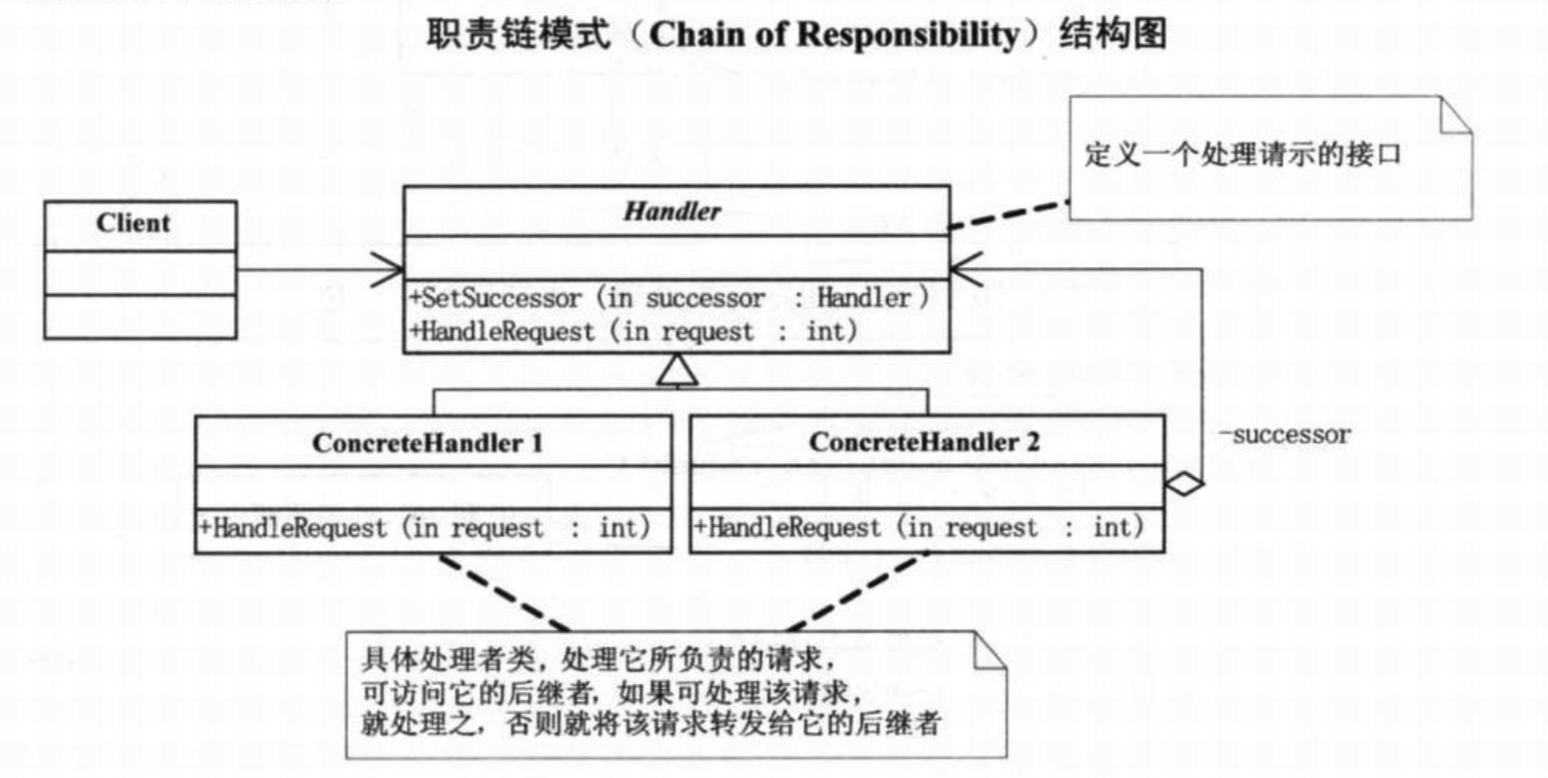 职责链模式（Chain of Responsibility）结构图
定义一个处理请示的接口
Client
Handler
+SetSuccessor (in successor : Handler)
+HandleRequest (in request : int)
ConcreteHandler 1
+HandleRequest (in request : int)
ConcreteHandler 2
+HandleRequest (in request : int)
-successor
具体处理者类，处理它所负责的请求，
可访问它的后继者，如果可处理该请求，
就处理之，否则就将该请求转发给它的后继者